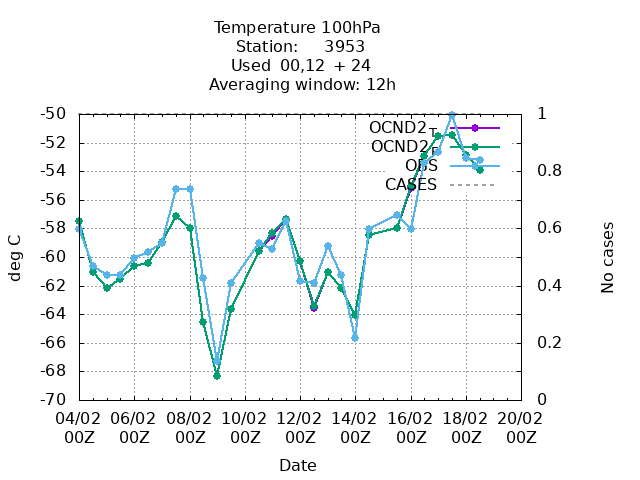 Temperature 100hPa
Station: 3953
Used 00,12 + 24
Averaging window: 12h
-50
-52
-54
-56
-58
-60
-62
-64
-66
-68
-70
1
0.8
0.6
0.4
0.2
0
OCND2T
OCND2
OBS
CASES
deg C
No cases
04/02 06/02 08/02 10/02 12/02 14/02 16/02 18/02 20/02
00Z 00Z 00Z 00Z 00Z 00Z 00Z 00Z 00Z
Date